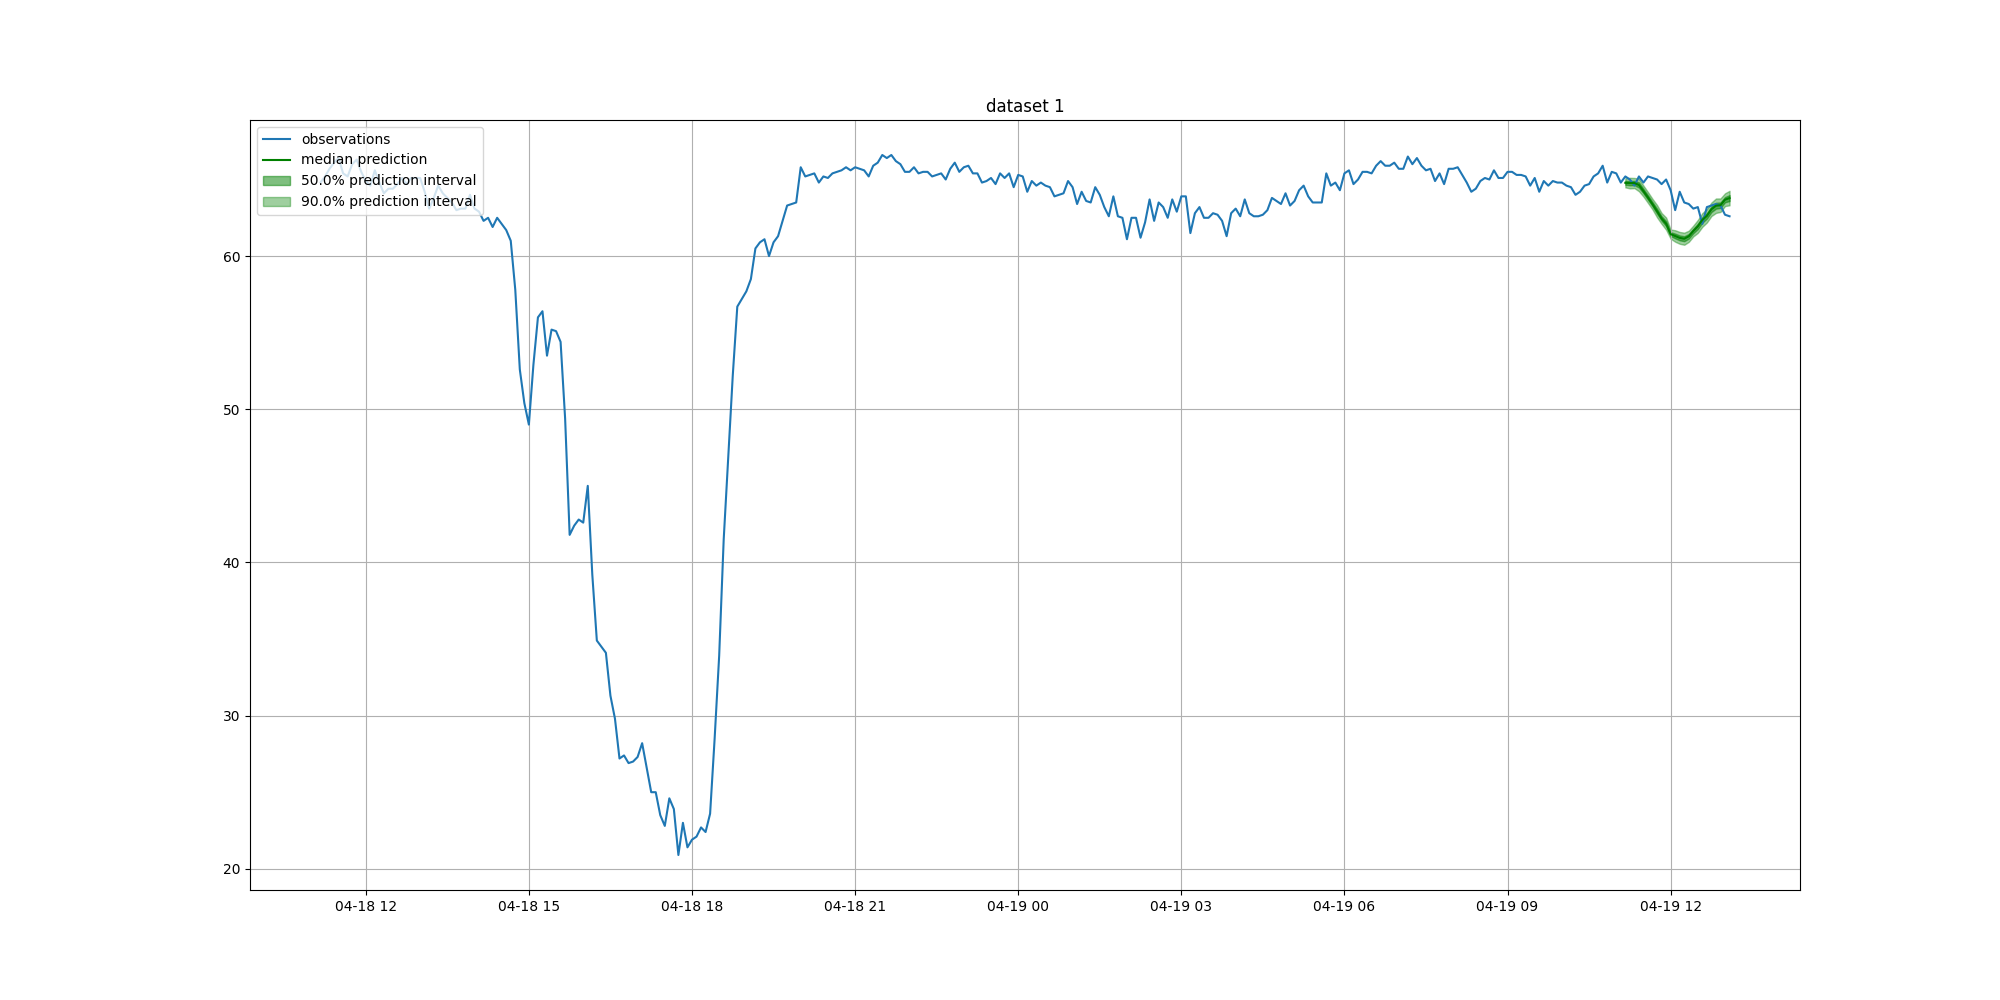 dataset 1
observations
median prediction
50.0% prediction interval
90.0% prediction interval
60
50
40
30
20
04-18 12
04-18 15
04-18 18
04-18 21
04-19 00
04-19 03
04-19 06
04-19 09
04-19 12